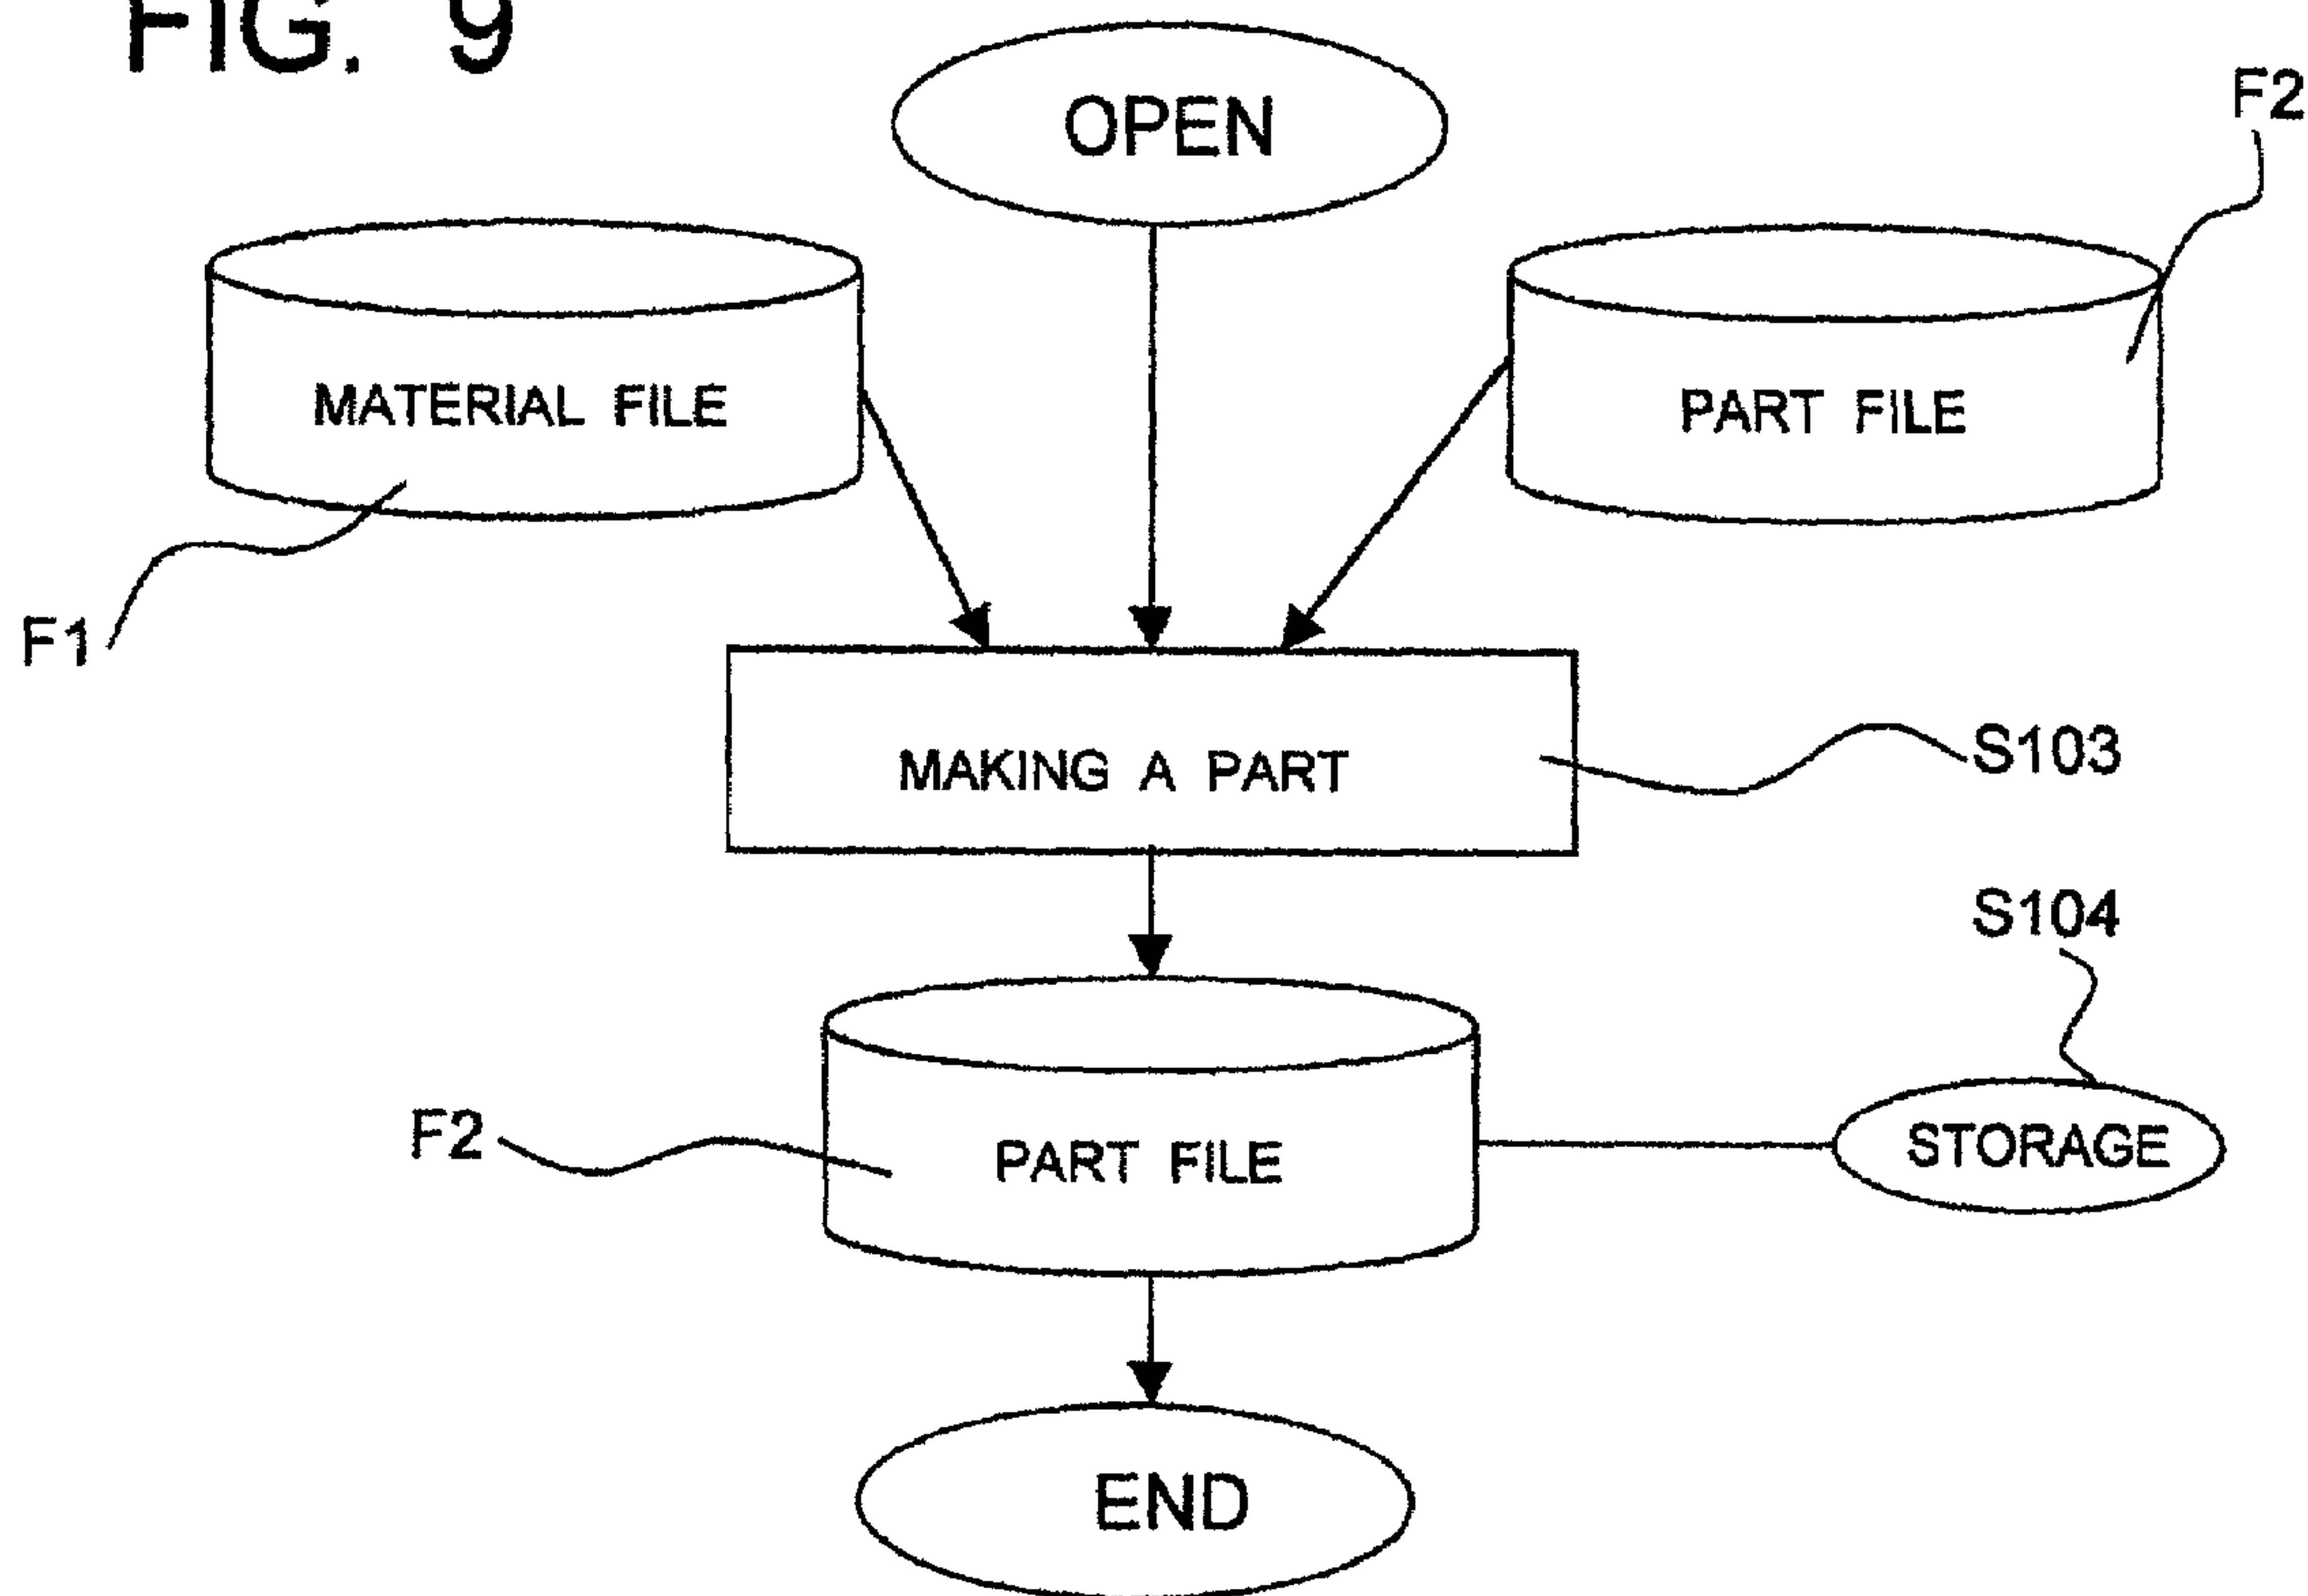 FIG. 9
OPEN
F2
MATERIAL FILE
PART FILE
F1
MAKING A PART
S103
S104
F2
PART FILE
STORAGE
END